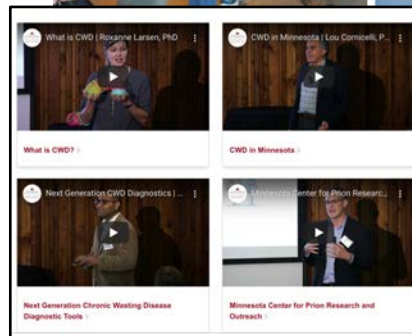 What is CWD | Roxanne Larsen, PhD
CWD in Minnesota | Lou Cornicelli, P...
What is CWD?
CWD in Minnesota
Next Generation CWD Diagnostics | ...
Minnesota Center for Prion Researc...
Next Generation Chronic Wasting Disease
Diagnostic Tools
Minnesota Center for Prion Research and
Outreach